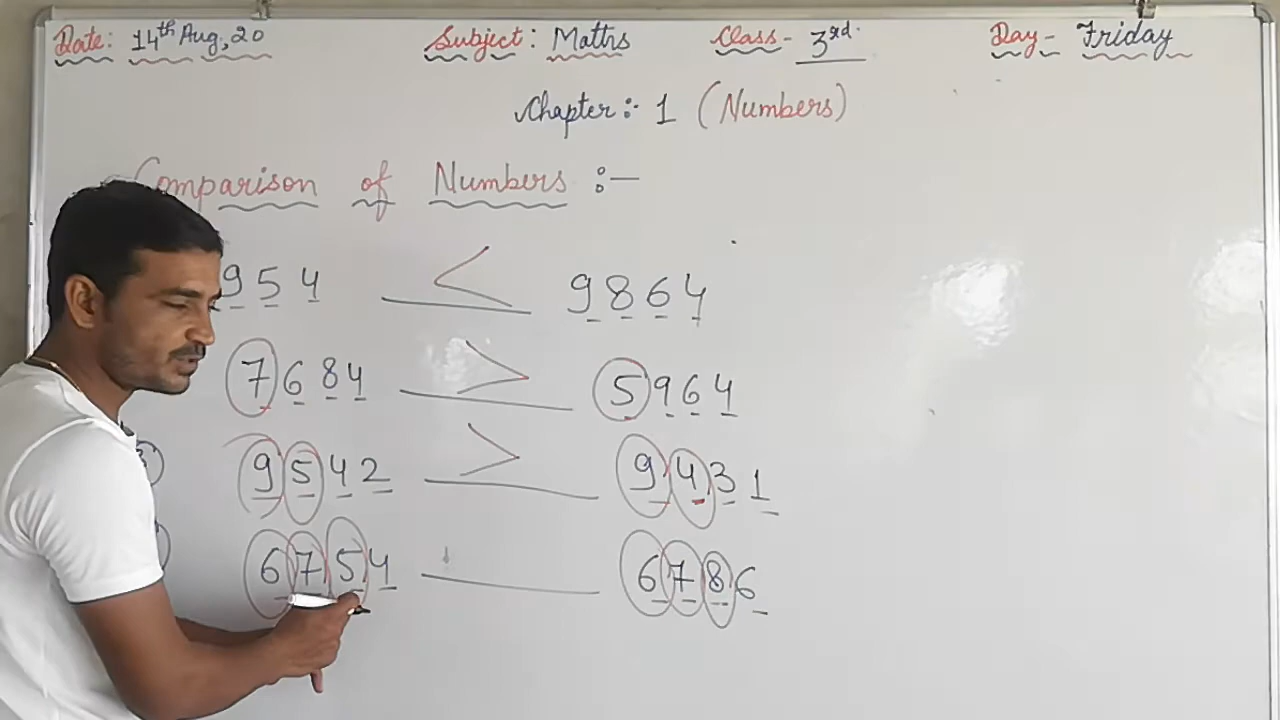 Date: 14th Aug, 20 Subject: Maths Class- 3rd. Day- Friday
Chapter:- 1 (Numbers)
Comparison of Numbers :-
954 < 9864
7684 > 5964
9542 > 9431
6754 ___ 6786